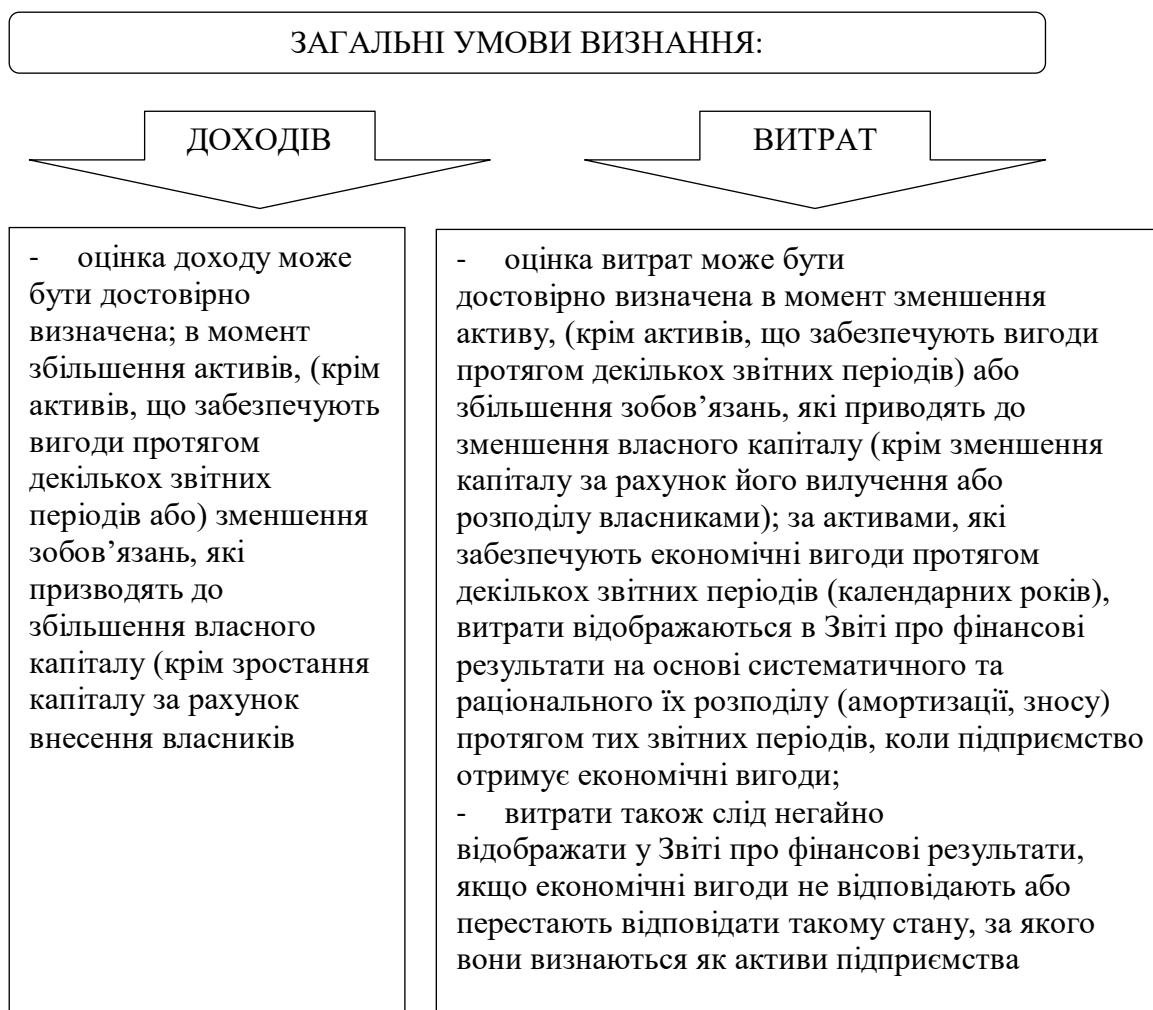 ЗАГАЛЬНІ УМОВИ ВИЗНАННЯ:
ДОХОДІВ
ВИТРАТ
- оцінка доходу може
бути достовірно
визначена; в момент
збільшення активів, (крім
активів, що забезпечують
вигоди протягом
декількох звітних
періодів або) зменшення
зобов’язань, які
призводять до
збільшення власного
капіталу (крім зростання
капіталу за рахунок
внесення власників
- оцінка витрат може бути
достовірно визначена в момент зменшення
активу, (крім активів, що забезпечують вигоди
протягом декількох звітних періодів) або
збільшення зобов’язань, які приводять до
зменшення власного капіталу (крім зменшення
капіталу за рахунок його вилучення або
розподілу власниками); за активами, які
забезпечують економічні вигоди протягом
декількох звітних періодів (календарних років),
витрати відображаються в Звіті про фінансові
результати на основі систематичного та
раціонального їх розподілу (амортизації, зносу)
протягом тих звітних періодів, коли підприємство
отримує економічні вигоди;
- витрати також слід негайно
відображати у Звіті про фінансові результати,
якщо економічні вигоди не відповідають або
перестають відповідати такому стану, за якого
вони визнаються як активи підприємства